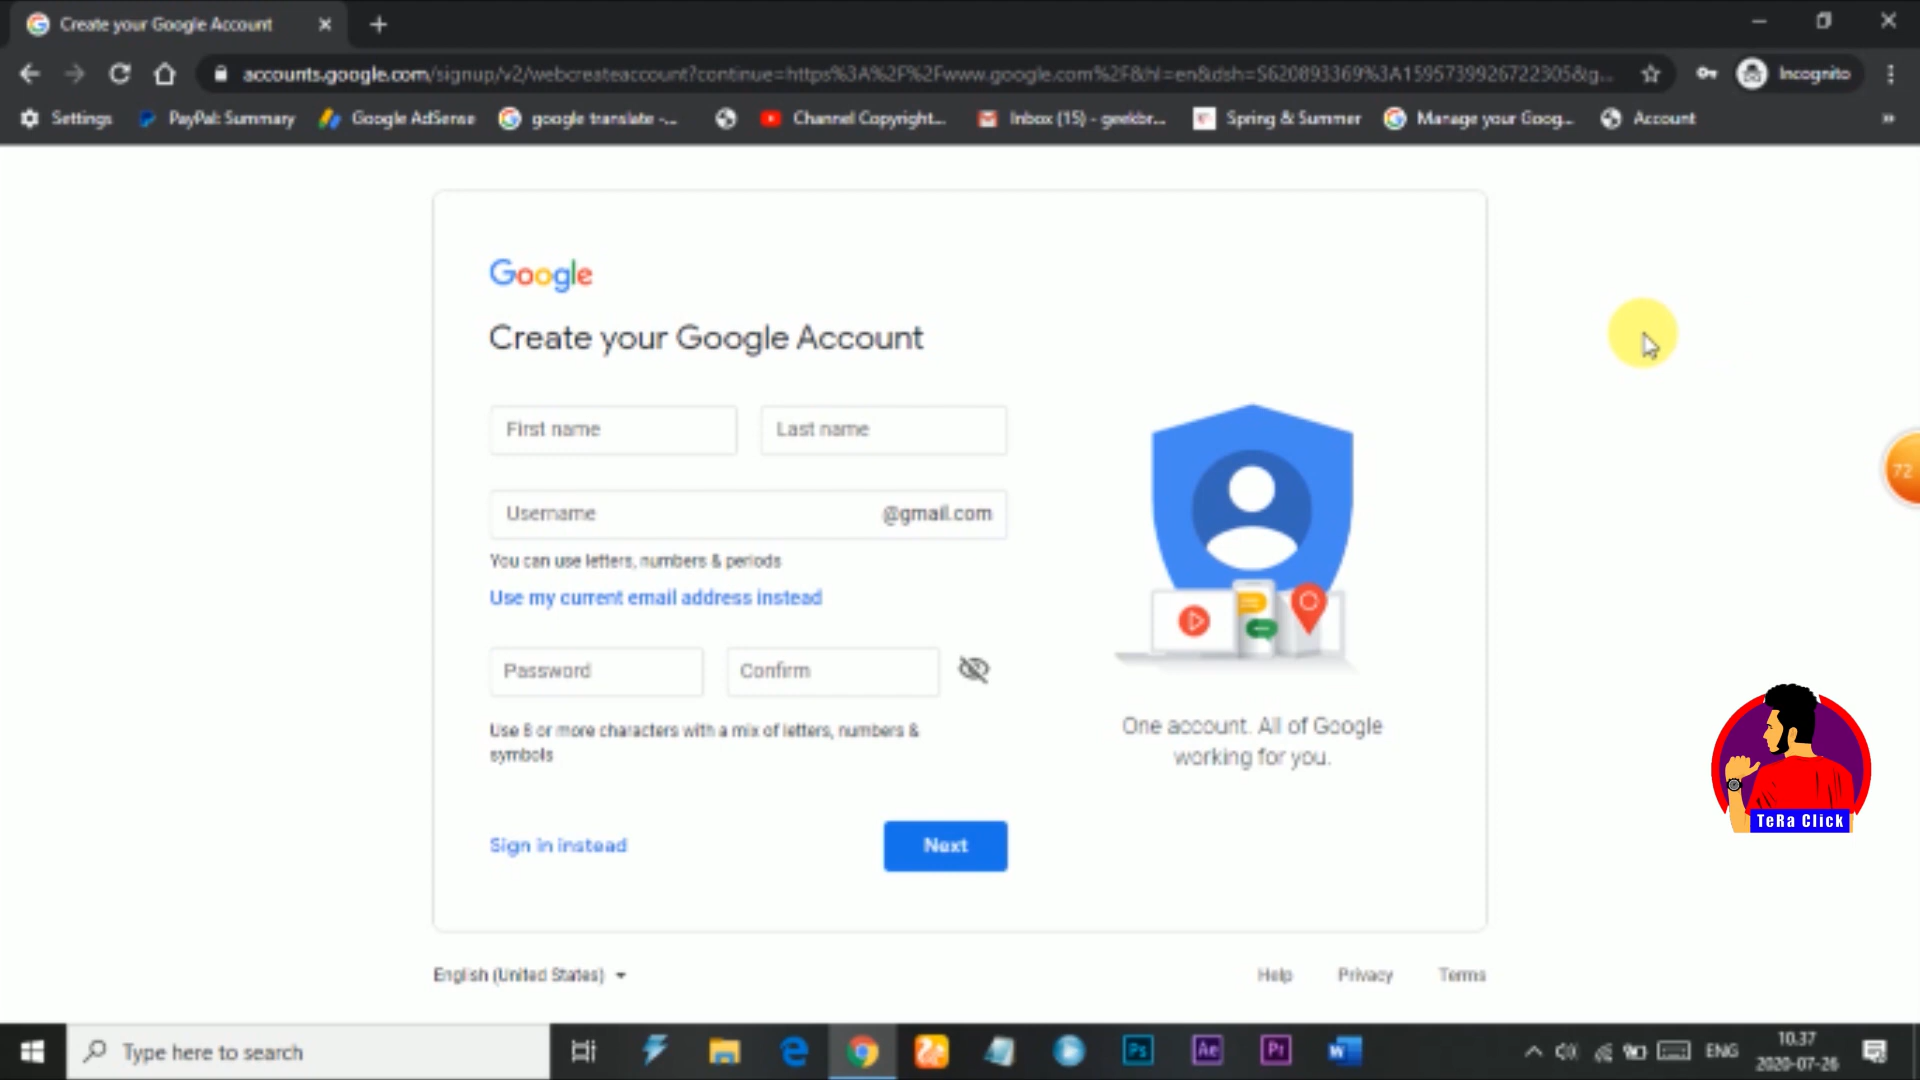 Create your Google Account
accounts.google.com/signup/v2/webcreateaccount?continue=https%3A%2F%2Fwww.google.com%2F&hl=en&dsh=S620893369%3A1595739926722305&g...
Incognito
Settings PayPal: Summary Google AdSense google translate -... Channel Copyright... Inbox (15) - geekbr... Spring & Summer Manage your Goog... Account »
Google
Create your Google Account
First name Last name
Username @gmail.com
You can use letters, numbers & periods
Use my current email address instead
Password Confirm
Use 8 or more characters with a mix of letters, numbers &
symbols
Sign in instead Next
One account. All of Google
working for you.
72
TeRa Click
English (United States) Help Privacy Terms
Type here to search
Ps Ae Pr W
ENG
10.37
2020-07-26